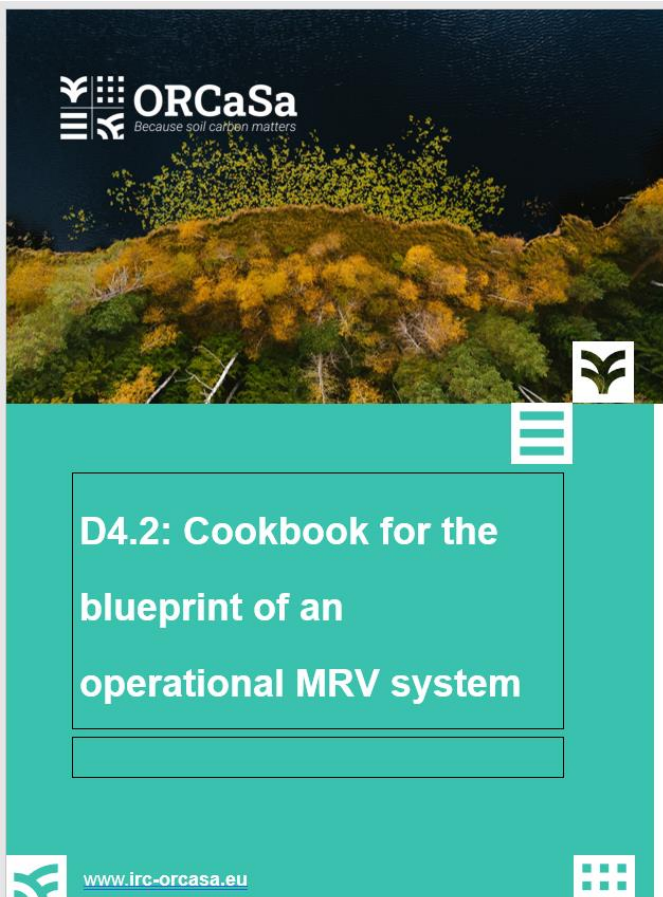 ORCaSa
Because soil carbon matters
D4.2: Cookbook for the
blueprint of an
operational MRV system
www.irc-orcasa.eu